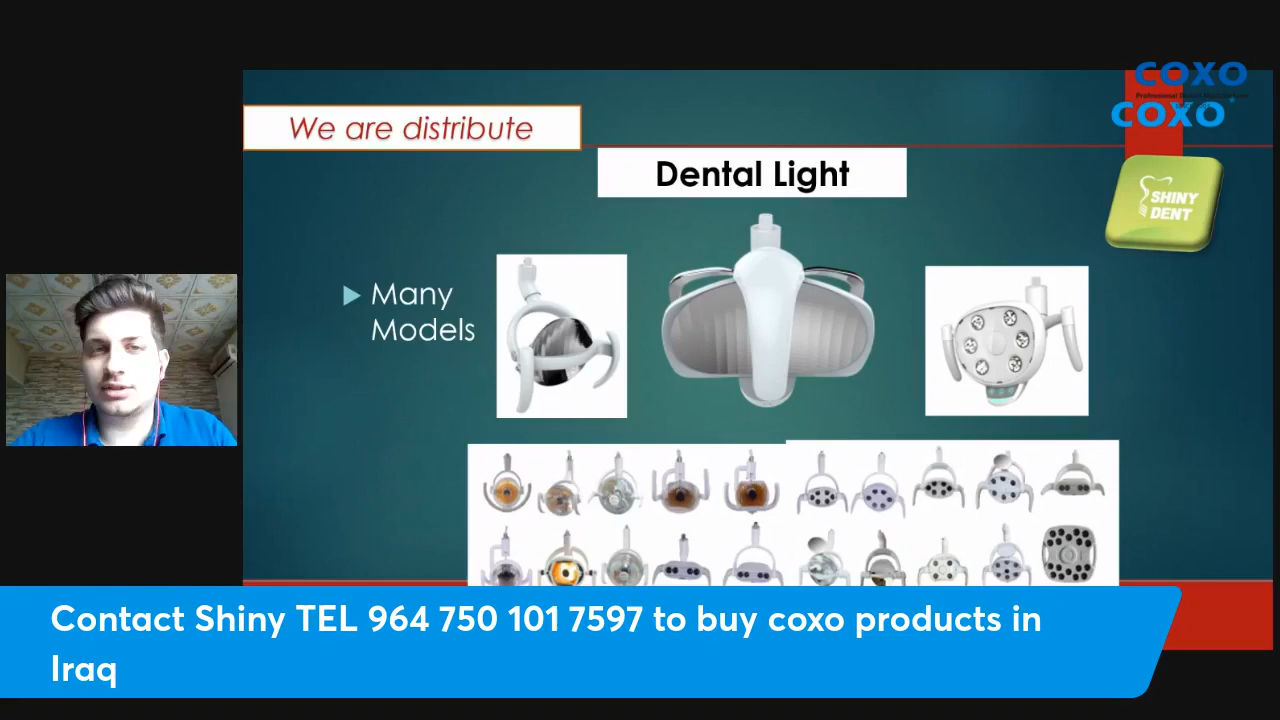 COXO
COXO
We are distribute
Dental Light
SHINY
DENT
Many
Models
Contact Shiny TEL 964 750 101 7597 to buy coxo products in
Iraq